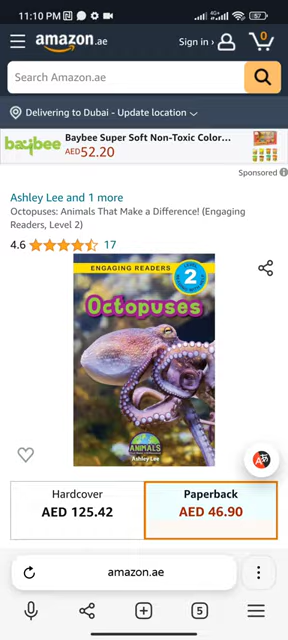 11:10 PM
4G+
57
amazon.ae
Sign in ›
0
Search Amazon.ae
Delivering to Dubai - Update location
baybee
Baybee Super Soft Non-Toxic Color...
AED52.20
Sponsored
Ashley Lee and 1 more
Octopuses: Animals That Make a Difference! (Engaging
Readers, Level 2)
4.6
17
ENGAGING READERS
2
Octopuses
ANIMALS
Ashley Lee
Hardcover
AED 125.42
Paperback
AED 46.90
amazon.ae
5